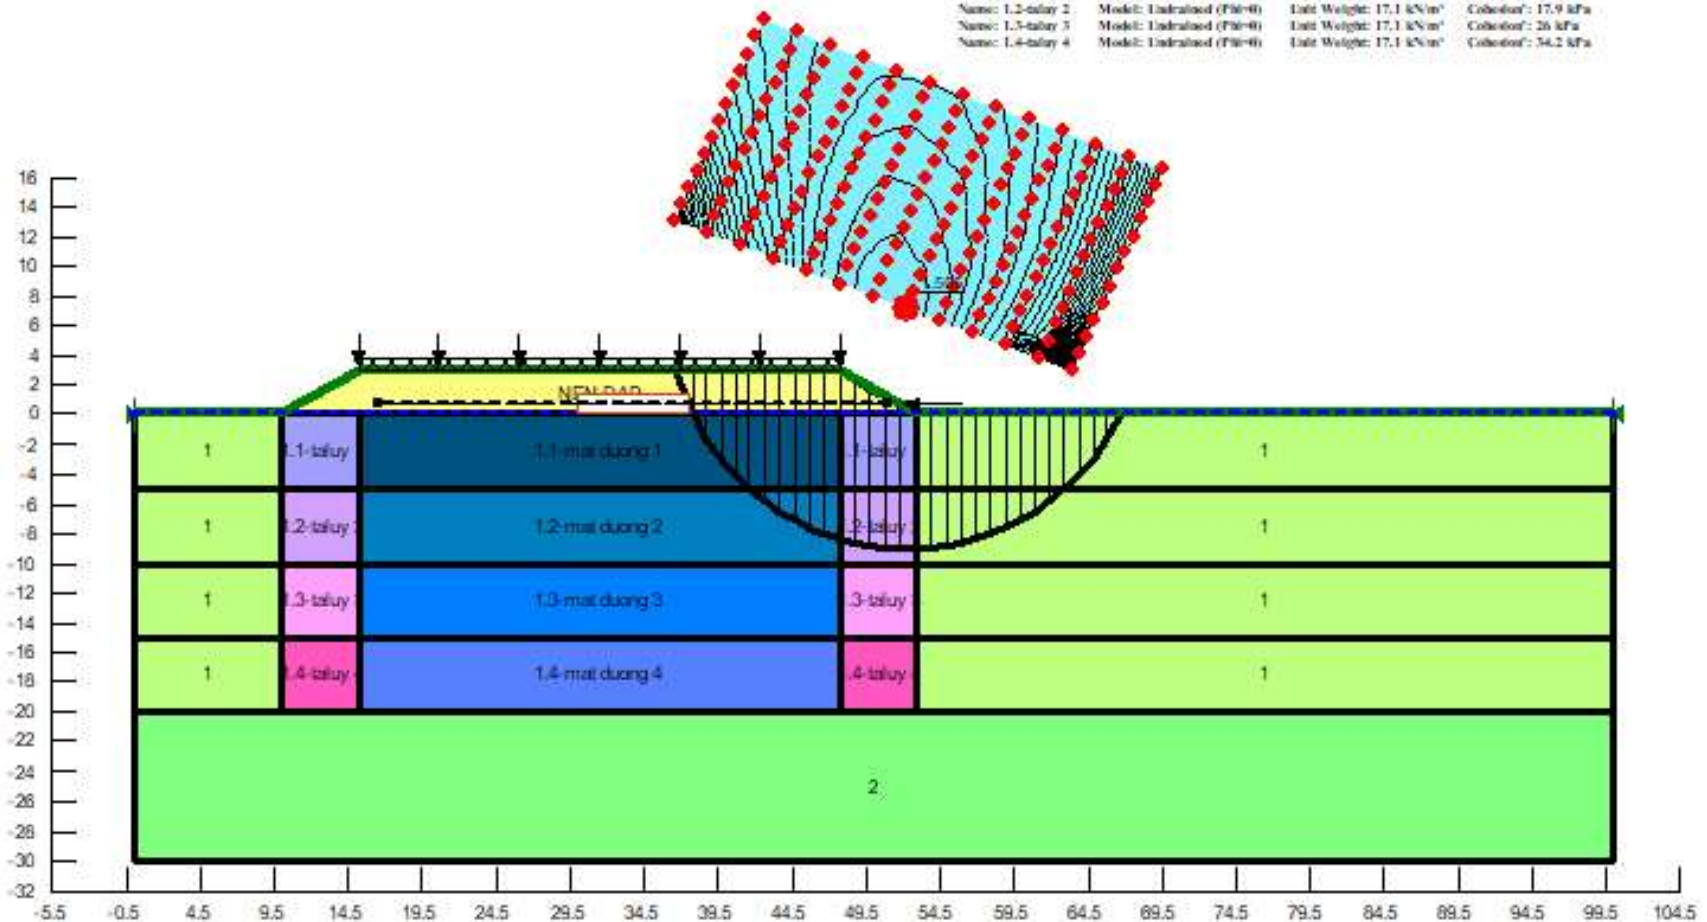 Name: 1.2-taluy 2 Model: Undrained (Phi=0) Unit Weight: 17.1 kN/m³ Cohesion': 17.9 kPa
Name: 1.3-taluy 3 Model: Undrained (Phi=0) Unit Weight: 17.1 kN/m³ Cohesion': 26 kPa
Name: 1.4-taluy 4 Model: Undrained (Phi=0) Unit Weight: 17.1 kN/m³ Cohesion': 34.2 kPa
16
14
12
10
8
6
4
2
0
-2
-4
-6
-8
-10
-12
-14
-16
-18
-20
-22
-24
-26
-28
-30
-32
NEN DAP
1 1.1-taluy 1.1-mat duong 1 .1-taluy 1
1 1.2-taluy 1.2-mat duong 2 .2-taluy 1
1 1.3-taluy 1.3-mat duong 3 .3-taluy 1
1 1.4-taluy 1.4-mat duong 4 .4-taluy 1
2
-5.5 -0.5 4.5 9.5 14.5 19.5 24.5 29.5 34.5 39.5 44.5 49.5 54.5 59.5 64.5 69.5 74.5 79.5 84.5 89.5 94.5 99.5 104.5